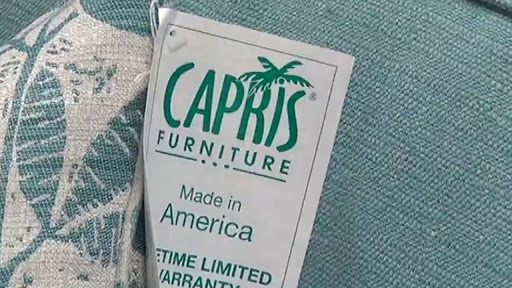 CAPRIS®
FURNITURE
Made in
America
ETIME LIMITED
WARRANTY